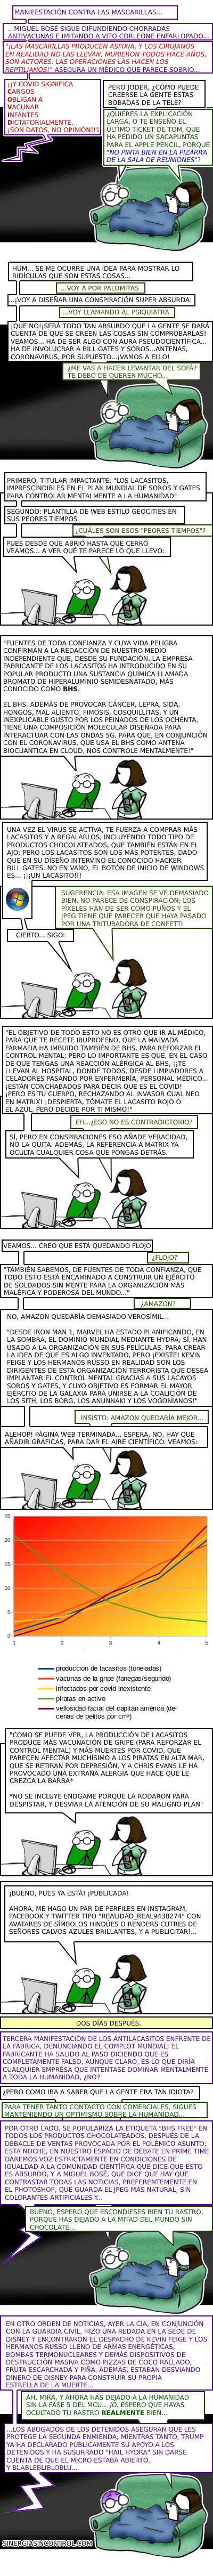 MANIFESTACIÓN CONTRA LAS MASCARILLAS...
...MIGUEL BOSÉ SIGUE DIFUNDIENDO CHORRADAS
ANTIVACUNAS E IMITANDO A VITO CORLEONE ENFARLOPADO...
"¡LAS MASCARILLAS PRODUCEN ASFIXIA, Y LOS CIRUJANOS
EN REALIDAD NO LAS LLEVAN, MURIERON TODOS HACE AÑOS,
SON ACTORES. LAS OPERACIONES LAS HACEN LOS
REPTILIANOS!" ASEGURA UN MÉDICO QUE PARECE SOBRIO...
¡¡Y COVID SIGNIFICA
CARGOS
OBLIGAN A
VACUNAR
INFANTES
DICTATORIALMENTE,
¡SON DATOS, NO OPINIÓN!!1
PERO JODER, ¿CÓMO PUEDE
CREERSE LA GENTE ESTAS
BOBADAS DE LA TELE?
¿QUIERES LA EXPLICACIÓN
LARGA, O TE ENSEÑO EL
ÚLTIMO TICKET DE TOM, QUE
HA PEDIDO UN SACAPUNTAS
PARA EL APPLE PENCIL, PORQUE
"NO PINTA BIEN EN LA PIZARRA
DE LA SALA DE REUNIONES"?
HUM... SE ME OCURRE UNA IDEA PARA MOSTRAR LO
RIDÍCULAS QUE SON ESTAS COSAS...
...VOY A POR PALOMITAS
...¡VOY A DISEÑAR UNA CONSPIRACIÓN SUPER ABSURDA!
...VOY LLAMANDO AL PSIQUIATRA
¡QUE NO!¡SERÁ TODO TAN ABSURDO QUE LA GENTE SE DARÁ
CUENTA DE QUE SE CREEN LAS COSAS SIN COMPROBARLAS!
VEAMOS... HA DE SER ALGO CON AURA PSEUDOCIENTÍFICA...
HA DE INVOLUCRAR A BILL GATES Y SOROS...ANTENAS,
CORONAVIRUS, POR SUPUESTO...¡VAMOS A ELLO!
¿ME VAS A HACER LEVANTAR DEL SOFÁ?
TE DEBO DE QUERER MUCHO...
PRIMERO, TITULAR IMPACTANTE: "LOS LACASITOS,
IMPRESCINDIBLES EN EL PLAN MUNDIAL DE SOROS Y GATES
PARA CONTROLAR MENTALMENTE A LA HUMANIDAD"
SEGUNDO: PLANTILLA DE WEB ESTILO GEOCITIES EN
SUS PEORES TIEMPOS
¿CUÁLES SON ESOS "PEORES TIEMPOS"?
PUES DESDE QUE ABRIÓ HASTA QUE CERRÓ
VEAMOS... A VER QUÉ TE PARECE LO QUE LLEVO:
"FUENTES DE TODA CONFIANZA Y CUYA VIDA PELIGRA
CONFIRMAN A LA REDACCIÓN DE NUESTRO MEDIO
INDEPENDIENTE QUE, DESDE SU FUNDACIÓN, LA EMPRESA
FABRICANTE DE LOS LACASITOS HA INTRODUCIDO EN SU
POPULAR PRODUCTO UNA SUSTANCIA QUÍMICA LLAMADA
BROMATO DE HIPERALUMINIO SEMIHIDRATADO, MÁS
CONOCIDO COMO BHS.
EL BHS, ADEMÁS DE PROVOCAR CÁNCER, LEPRA, SIDA,
HONGOS, MAL ALIENTO, FIMOSIS, COSQUILLITAS, Y UN
INEXPLICABLE GUSTO POR LOS PEINADOS DE LOS OCHENTA,
TIENE UNA COMPOSICIÓN MOLECULAR DISEÑADA PARA
INTERACTUAR CON LAS ONDAS 5G, PARA QUE, EN CONJUNCIÓN
CON EL CORONAVIRUS, QUE USA EL BHS COMO ANTENA
BIOCUÁNTICA EN CLOUD, NOS CONTROLE MENTALMENTE!"
UNA VEZ EL VIRUS SE ACTIVA, TE FUERZA A COMPRAR MÁS
LACASITOS Y A REGALARLOS, INCLUYENDO TODO TIPO DE
PRODUCTOS CHOCOLATEADOS, QUE TAMBIÉN ESTÁN EN EL
AJO; PERO LOS LACASITOS SON LOS MÁS POTENTES, DADO
QUE EN SU DISEÑO INTERVINO EL CONOCIDO HACKER
BILL GATES. NO EN VANO, EL BOTÓN DE INICIO DE WINDOWS
ES... ¡¡¡UN LACASITO!!!
SUGERENCIA: ESA IMAGEN SE VE DEMASIADO
BIEN, NO PARECE DE CONSPIRACIÓN; LOS
PÍXELES HAN DE SER COMO PUÑOS Y EL
JPEG TIENE QUE PARECER QUE HAYA PASADO
POR UNA TRITURADORA DE CONFETTI
CIERTO... SIGO:
"EL OBJETIVO DE TODO ESTO NO ES OTRO QUE IR AL MÉDICO,
PARA QUE TE RECETE IBUPROFENO, QUE LA MALVADA
FARMAFIA HA IMBUIDO TAMBIÉN DE BHS, PARA REFORZAR EL
CONTROL MENTAL; PERO LO IMPORTANTE ES QUE, EN EL CASO
DE QUE TENGAS UNA REACCIÓN ALÉRGICA AL BHS, ¡¡TE
LLEVAN AL HOSPITAL, DONDE TODOS, DESDE LIMPIADORES A
CELADORES PASANDO POR ENFERMERÍA, PERSONAL MÉDICO...
¡ESTÁN CONCHABADOS PARA DECIR QUE ES EL COVID!
¡PERO ES TU CUERPO, RECHAZANDO AL INVASOR CUAL NEO
EN MATRIX! ¡DESPIERTA, TÓMATE EL LACASITO ROJO O
EL AZUL, PERO DECIDE POR TI MISMO!"
EH...¿ESO NO ES CONTRADICTORIO?
SÍ, PERO EN CONSPIRACIONES ESO AÑADE VERACIDAD,
NO LA QUITA. ADEMÁS, LA REFERENCIA A MATRIX YA
OCULTA CUALQUIER COSA QUE PONGAS DETRÁS.
VEAMOS... CREO QUE ESTÁ QUEDANDO FLOJO
¿FLOJO?
"TAMBIÉN SABEMOS, DE FUENTES DE TODA CONFIANZA, QUE
TODO ESTO ESTÁ ENCAMINADO A CONSTRUIR UN EJÉRCITO
DE SOLDADOS SIN MENTE PARA LA ORGANIZACIÓN MÁS
MALÉFICA Y PODEROSA DEL MUNDO..."
¿AMAZON?
NO, AMAZON QUEDARÍA DEMASIADO VEROSÍMIL...
"DESDE IRON MAN 1, MARVEL HA ESTADO PLANIFICANDO, EN
LA SOMBRA, EL DOMINIO MUNDIAL MEDIANTE HYDRA; SÍ, HAN
USADO A LA ORGANIZACIÓN EN SUS PELÍCULAS, PARA CREAR
LA IDEA DE QUE ES ALGO INVENTADO, PERO ¡EXISTE! KEVIN
FEIGE Y LOS HERMANOS RUSSO EN REALIDAD SON LOS
DIRIGENTES DE ESTA ORGANIZACIÓN TERRORISTA QUE DESEA
IMPLANTAR EL CONTROL MENTAL GRACIAS A SUS LACAYOS
SOROS Y GATES, Y CUYO OBJETIVO ES FORMAR EL MAYOR
EJÉRCITO DE LA GALAXIA PARA UNIRSE A LA COALICIÓN DE
LOS SITH, LOS BORG, LOS HARKONNAN Y LOS VOGONIANOS!"
INSISTO: AMAZON QUEDARÍA MEJOR...
ALEHOP! PÁGINA WEB TERMINADA... ESPERA, NO, HAY QUE
AÑADIR GRÁFICAS, PARA DAR EL AIRE CIENTÍFICO. VEAMOS:
25
20
15
10
5
0
1 2 3 4 5
producción de lacasitos (toneladas)
vacunas de la gripe (fanegas/segundo)
infectados por covid inexistente
piratas en activo
vellosidad facial del capitán américa (de-
cenas de pelitos por cm²)
"COMO SE PUEDE VER, LA PRODUCCIÓN DE LACASITOS
PRODUCE MÁS VACUNACIÓN DE GRIPE (PARA REFORZAR EL
CONTROL MENTAL) Y MÁS MUERTES POR COVID, QUE
PARECEN AFECTAR MUCHÍSIMO A LOS PIRATAS EN ALTA MAR,
QUE SE RETIRAN POR DEPRESIÓN, Y A CHRIS EVANS LE HA
PROVOCADO UNA EXTRAÑA ALERGIA QUE HACE QUE LE
CREZCA LA BARBA*
*NO SE INCLUYE ENDGAME PORQUE LA RODARON PARA
DESPISTAR, Y DESVIAR LA ATENCIÓN DE SU MALIGNO PLAN"
¡BUENO, PUES YA ESTÁ! ¡PUBLICADA!
AHORA, ME HAGO UN PAR DE PERFILES EN INSTAGRAM,
FACEBOOK Y TWITTER TIPO "REALIDAD_REAL9438274" CON
AVATARES DE SÍMBOLOS HINDÚES O RENDERS CUTRES DE
SEÑORES CALVOS AZULES BRILLANTES, Y A PUBLICITAR!...
DOS DÍAS DESPUÉS.
TERCERA MANIFESTACIÓN DE LOS ANTILACASITOS ENFRENTE DE
LA FÁBRICA, DENUNCIANDO EL COMPLOT MUNDIAL; EL
FABRICANTE HA SALIDO AL PASO DICIENDO QUE ES
COMPLETAMENTE FALSO, AUNQUE CLARO, ES LO QUE DIRÍA
CUALQUIER EMPRESA QUE INTENTASE DOMINAR MENTALMENTE
A TODA LA HUMANIDAD, ¿NO?
¿PERO COMO IBA A SABER QUE LA GENTE ERA TAN IDIOTA?
PARA TENER TANTO CONTACTO CON COMERCIALES, SIGUES
MANTENIENDO UN OPTIMISMO SOBRE LA HUMANIDAD...
POR OTRO LADO, SE POPULARIZA LA ETIQUETA "BHS FREE" EN
TODOS LOS PRODUCTOS CHOCOLATEADOS, DESPUÉS DE LA
DEBACLE DE VENTAS PROVOCADA POR EL POLÉMICO ASUNTO;
ESTA NOCHE, EN NUESTRO ESPACIO DE DEBATE EN PRIME TIME
DAREMOS VOZ ESTRICTAMENTE EN CONDICIONES DE
IGUALDAD A LA COMUNIDAD CIENTÍFICA QUE DICE QUE ESTO
ES ABSURDO, Y A MIGUEL BOSÉ, QUE DICE QUE HAY QUE
CONTRASTAR TODAS LAS NOTICIAS, PREFERENTEMENTE EN
EL PHOTOSHOP, QUE GUARDA EL JPEG MÁS NATURAL, SIN
COLORANTES ARTIFICIALES Y...
BUENO, ESPERO QUE ESCONDIESES BIEN TU RASTRO,
PORQUE HAS DEJADO A LA MITAD DEL MUNDO SIN
CHOCOLATE...
EN OTRO ORDEN DE NOTICIAS, AYER LA CIA, EN CONJUNCIÓN
CON LA GUARDIA CIVIL, HIZO UNA REDADA EN LA SEDE DE
DISNEY Y ENCONTRARON EL DESPACHO DE KEVIN FEIGE Y LOS
HERMANOS RUSSO LLENO DE ARMAS ENERGÉTICAS,
BOMBAS TERMONUCLEARES Y DEMÁS DISPOSITIVOS DE
DESTRUCCIÓN MASIVA COMO PIZZAS DE COCO RALLADO,
FRUTA ESCARCHADA Y PIÑA. ADEMÁS, ESTABAN DESVIANDO
DINERO DE DISNEY PARA CONSTRUIR SU PROPIA
ESTRELLA DE LA MUERTE...
AH, MIRA, Y AHORA HAS DEJADO A LA HUMANIDAD
SIN LA FASE 5 DEL MCU... ¡O, ESPERO QUE HAYAS
OCULTADO TU RASTRO REALMENTE BIEN...
...LOS ABOGADOS DE LOS DETENIDOS ASEGURAN QUE LES
PROTEGE LA SEGUNDA ENMIENDA; MIENTRAS TANTO, TRUMP
YA HA DECLARADO PÚBLICAMENTE SU APOYO A LOS
DETENIDOS Y HA SUSURRADO "HAIL HYDRA" SIN DARSE
CUENTA DE QUE EL MICRO ESTABA ABIERTO,
Y BLABLEBLIBLOBLU...
SINERGIASINCONTROL.COM